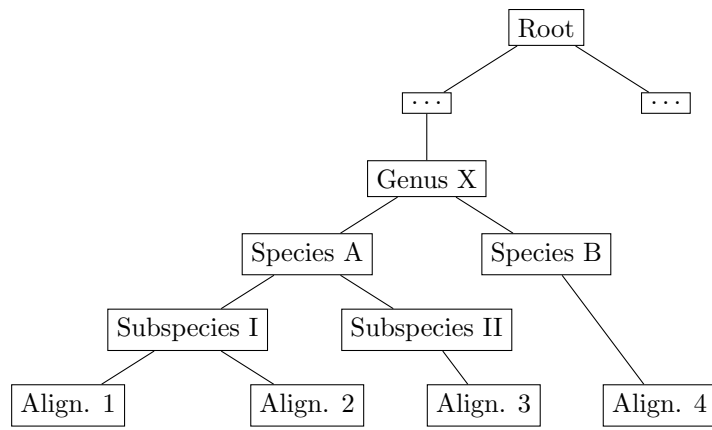 Root
···
···
Genus X
Species A
Species B
Subspecies I
Subspecies II
Align. 1
Align. 2
Align. 3
Align. 4